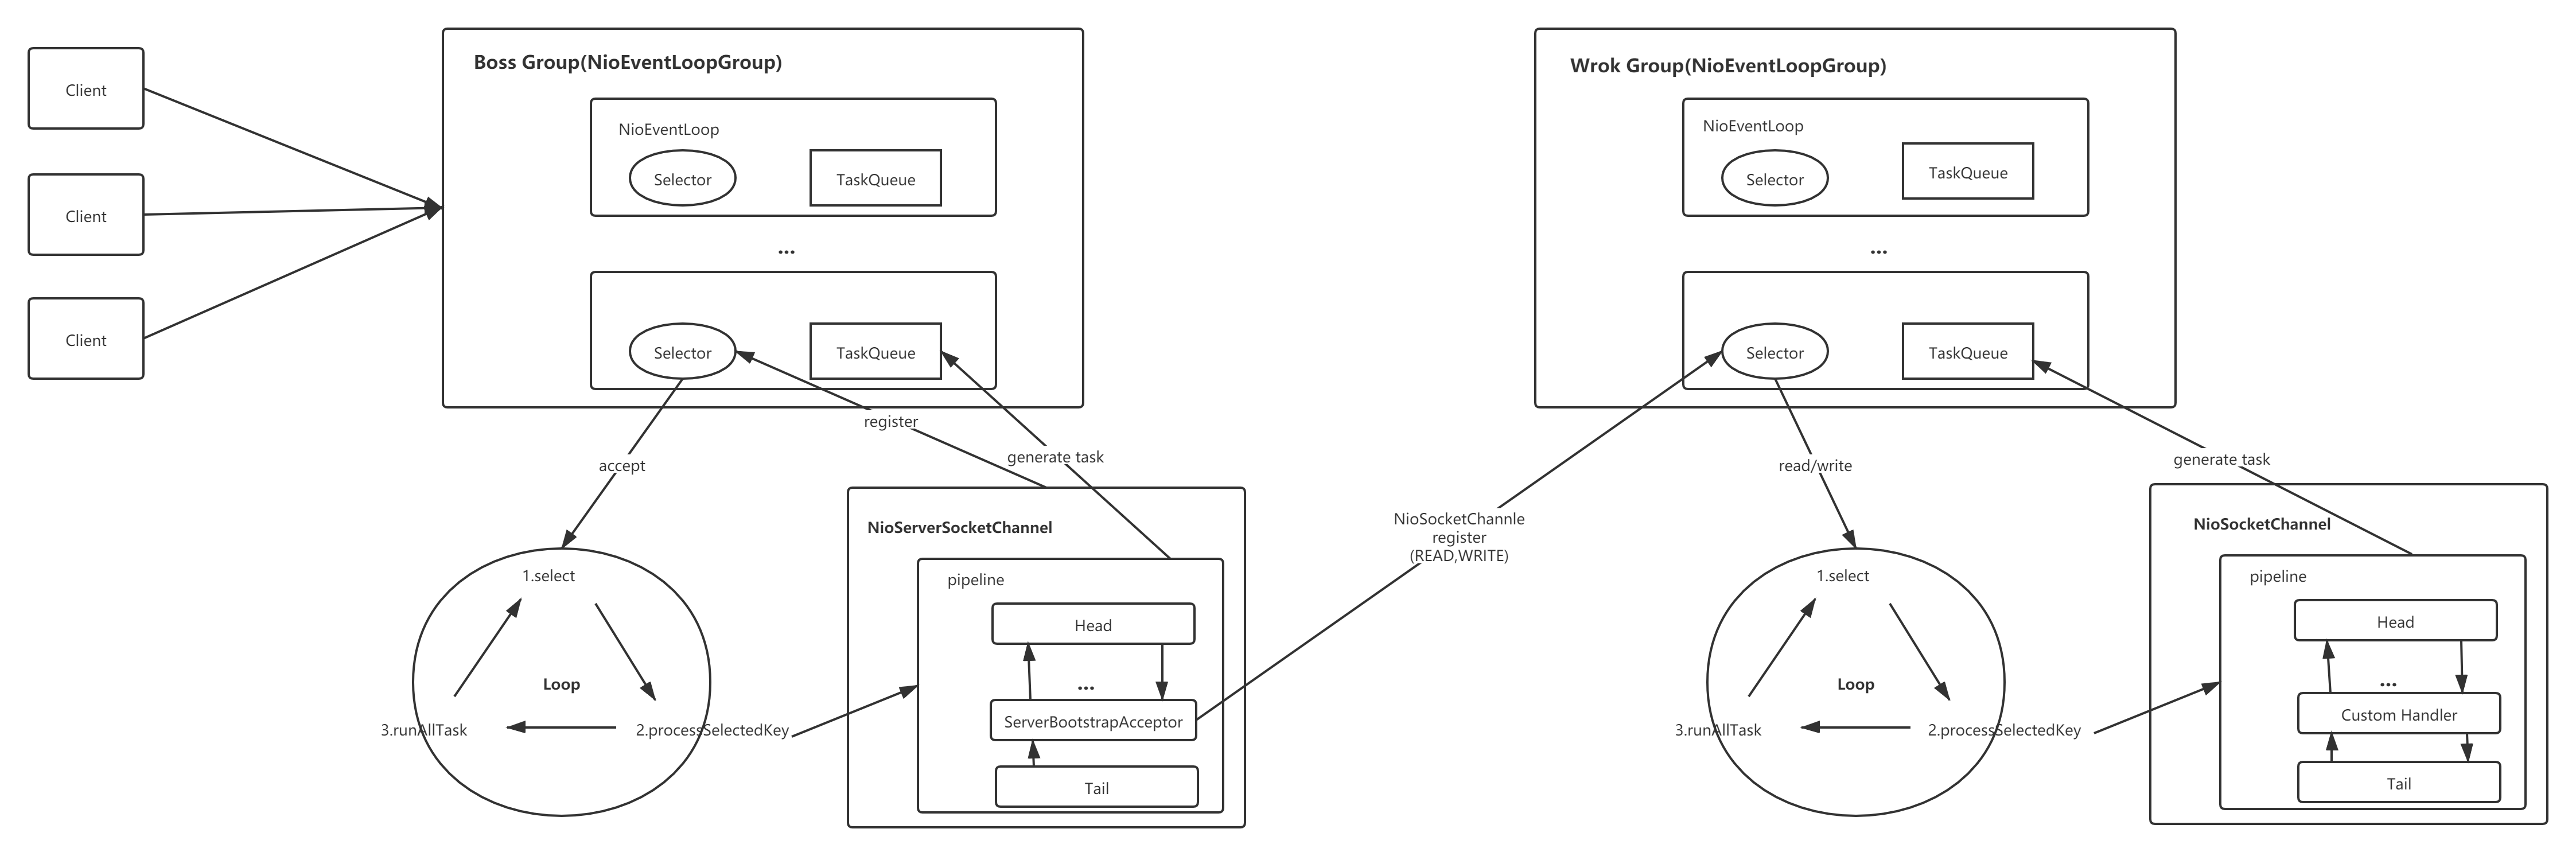 Client
Client
Client
Boss Group(NioEventLoopGroup)
NioEventLoop
Selector
TaskQueue
...
Selector
TaskQueue
register
generate task
accept
1.select
Loop
2.processSelectedKey
3.runAllTask
NioServerSocketChannel
pipeline
Head
...
ServerBootstrapAcceptor
Tail
NioSocketChannle
register
(READ,WRITE)
Wrok Group(NioEventLoopGroup)
NioEventLoop
Selector
TaskQueue
...
Selector
TaskQueue
read/write
generate task
1.select
Loop
2.processSelectedKey
3.runAllTask
NioSocketChannel
pipeline
Head
...
Custom Handler
Tail